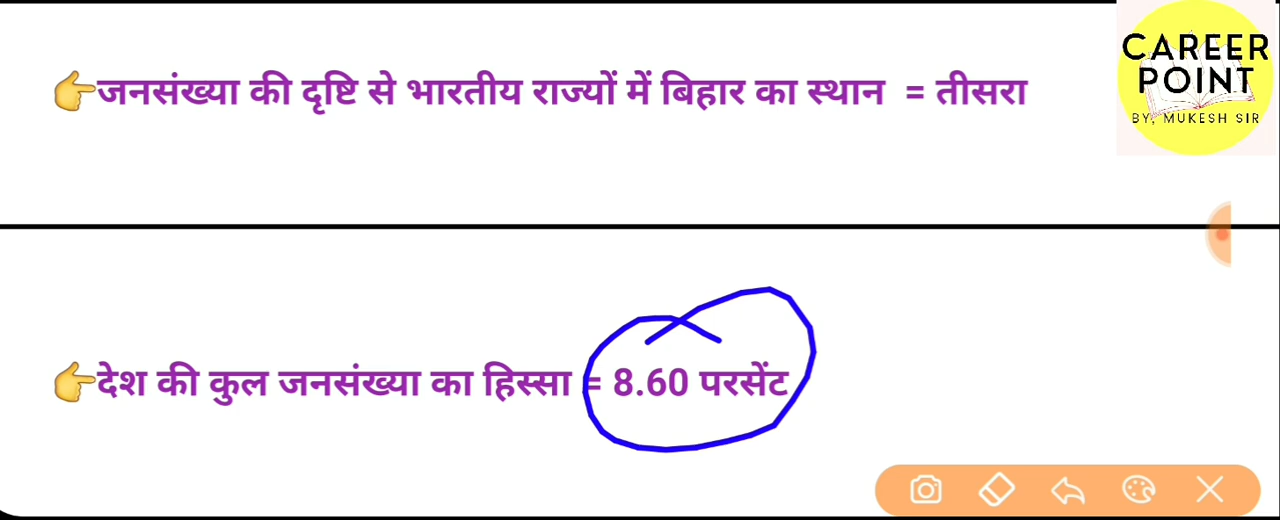 CAREER
POINT
BY, MUKESH SIR
👉जनसंख्या की दृष्टि से भारतीय राज्यों में बिहार का स्थान = तीसरा
👉देश की कुल जनसंख्या का हिस्सा = 8.60 परसेंट